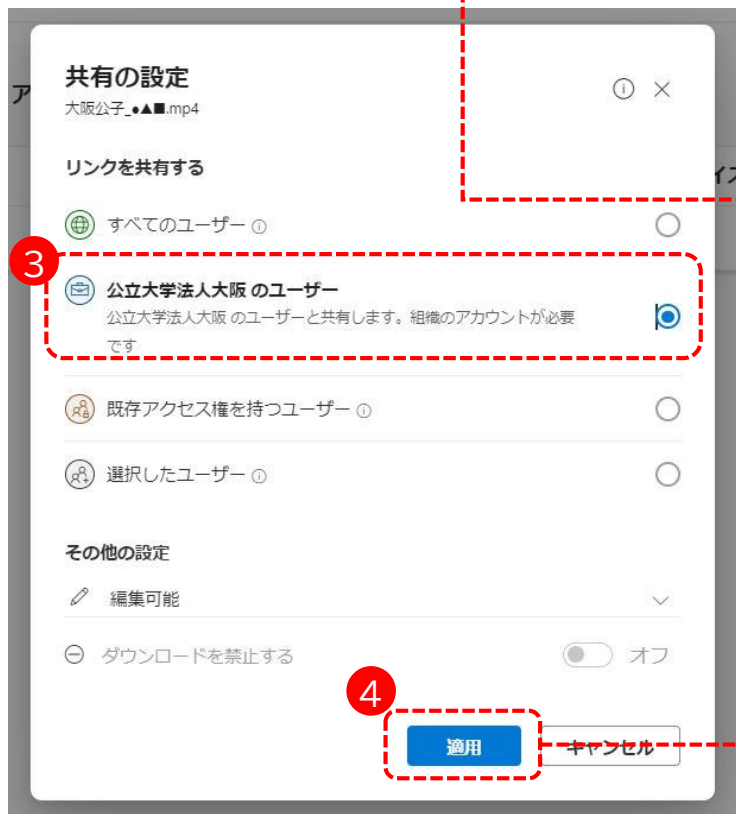 共有の設定
大阪公子_●▲■.mp4
リンクを共有する
すべてのユーザー
3
公立大学法人大阪 のユーザー
公立大学法人大阪 のユーザーと共有します。組織のアカウントが必要
です
既存アクセス権を持つユーザー
選択したユーザー
その他の設定
編集可能
ダウンロードを禁止する
オフ
4
適用
キャンセル
ア